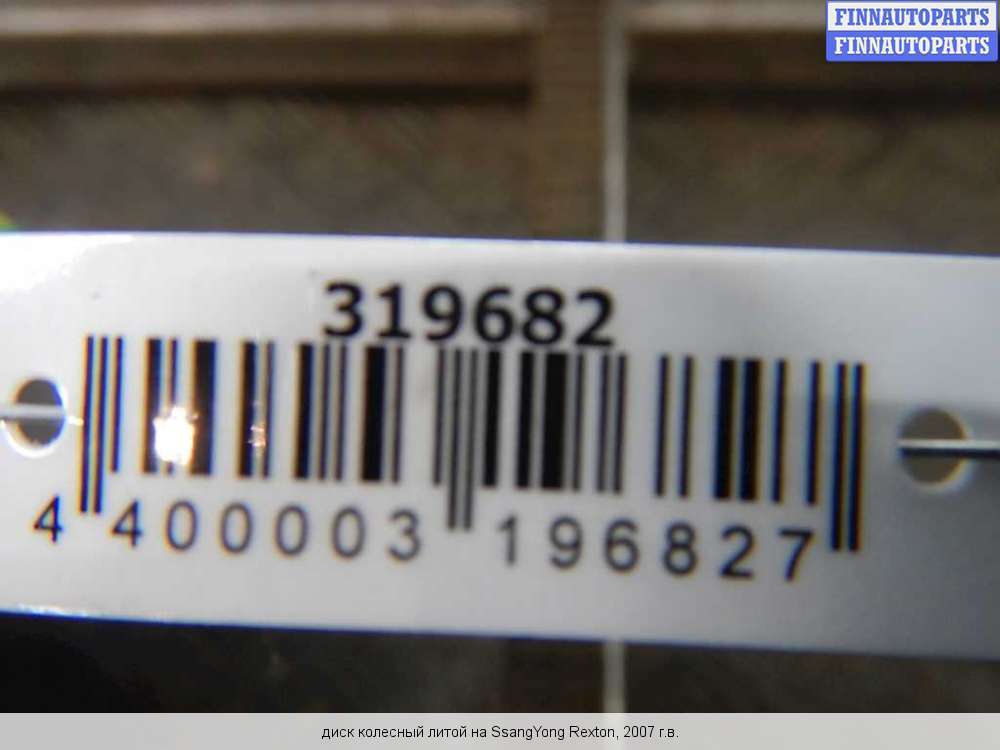 FINNAUTOPARTS
FINNAUTOPARTS
319682
4 400003 196827
диск колесный литой на SsangYong Rexton, 2007 г.в.